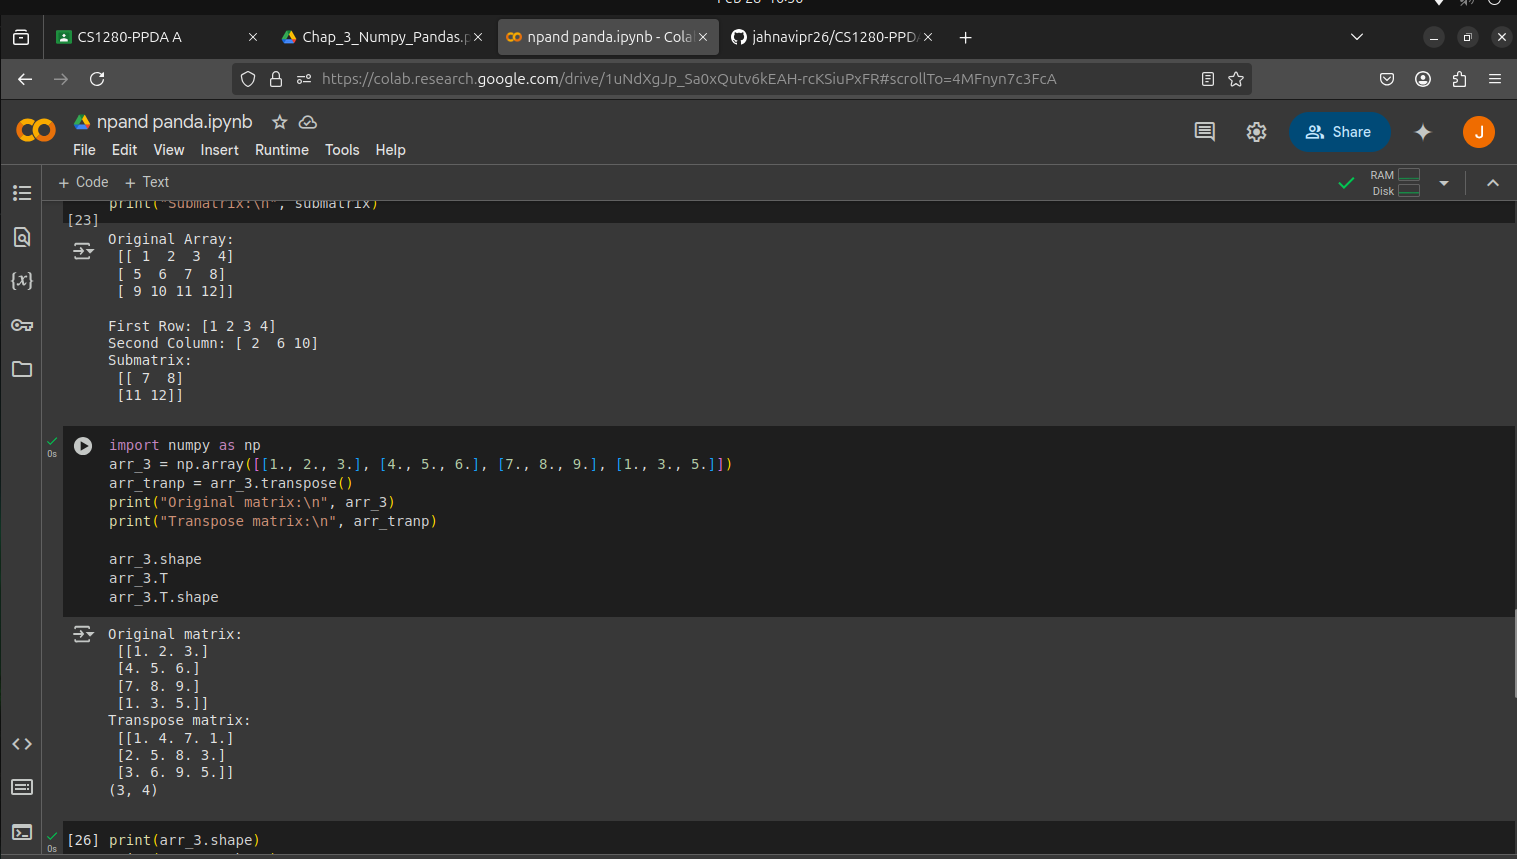 CS1280-PPDA A
Chap_3_Numpy_Pandas.p
npand panda.ipynb - Cola
jahnavipr26/CS1280-PPD
https://colab.research.google.com/drive/1uNdXgJp_Sa0xQutv6kEAH-rcKSiuPxFR#scrollTo=4MFnyn7c3FcA
npand panda.ipynb
Share
J
File Edit View Insert Runtime Tools Help
+ Code + Text
RAM
Disk
print("Submatrix:\n", submatrix)
[23]
Original Array:
[[ 1 2 3 4]
[ 5 6 7 8]
[ 9 10 11 12]]
First Row: [1 2 3 4]
Second Column: [ 2 6 10]
Submatrix:
[[ 7 8]
[11 12]]
0s
import numpy as np
arr_3 = np.array([[1., 2., 3.], [4., 5., 6.], [7., 8., 9.], [1., 3., 5.]])
arr_tranp = arr_3.transpose()
print("Original matrix:\n", arr_3)
print("Transpose matrix:\n", arr_tranp)
arr_3.shape
arr_3.T
arr_3.T.shape
Original matrix:
[[1. 2. 3.]
[4. 5. 6.]
[7. 8. 9.]
[1. 3. 5.]]
Transpose matrix:
[[1. 4. 7. 1.]
[2. 5. 8. 3.]
[3. 6. 9. 5.]]
(3, 4)
[26] print(arr_3.shape)
0s